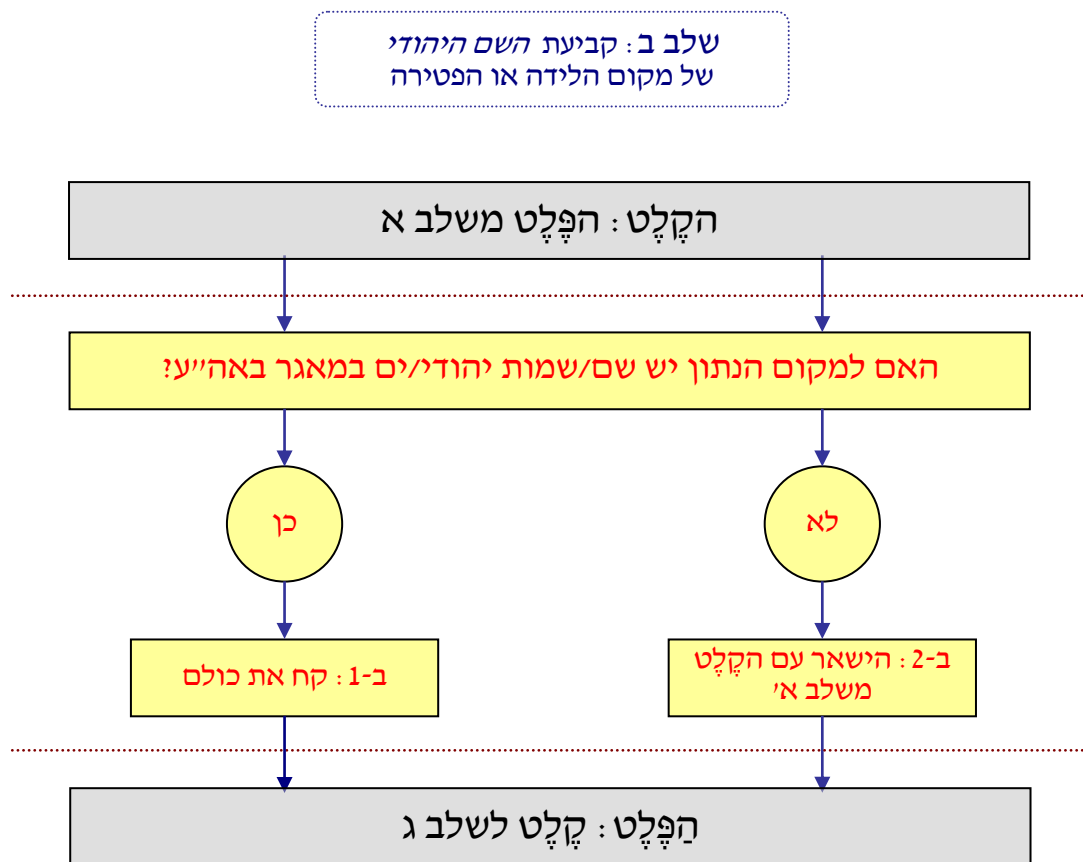 שלב ב: קביעת השם היהודי
של מקום הלידה או הפטירה
הקֶלֶט: הפֶּלֶט משלב א
האם למקום הנתון יש שם/שמות יהודי/ים במאגר באה״ע?
לא
כן
ב-2: הישאר עם הקֶלֶט
משלב א׳
ב-1: קח את כולם
הַפֶּלֶט: קֶלֶט לשלב ג